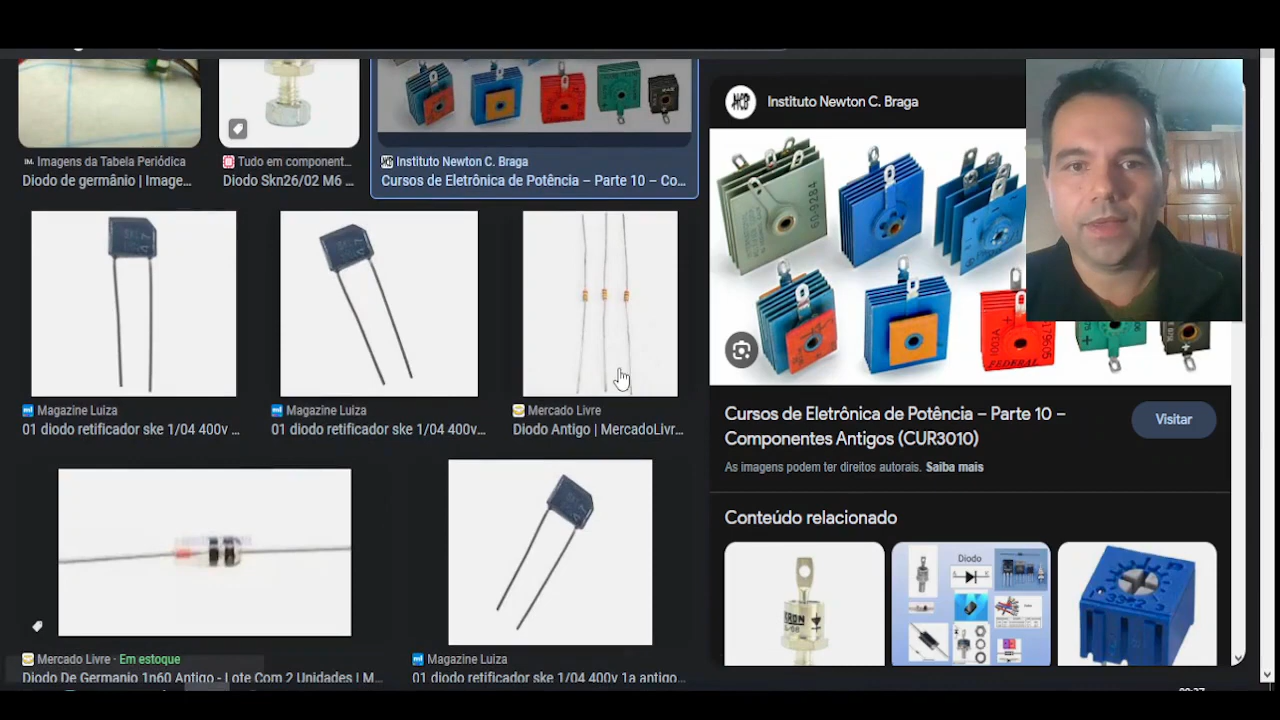 Imagens da Tabela Periódica
Diodo de germânio | Image...
Tudo em component...
Diodo Skn26/02 M6 ...
Instituto Newton C. Braga
Cursos de Eletrônica de Potência – Parte 10 – Co...
Magazine Luiza
01 diodo retificador ske 1/04 400v ...
Magazine Luiza
01 diodo retificador ske 1/04 400v...
Mercado Livre
Diodo Antigo | MercadoLivr...
Mercado Livre - Em estoque
Diodo De Germanio 1n60 Antigo - Lote Com 2 Unidades | M...
Magazine Luiza
01 diodo retificador ske 1/04 400v 1a antigo...
Instituto Newton C. Braga
60-9284
FEDERAL
Cursos de Eletrônica de Potência – Parte 10 –
Componentes Antigos (CUR3010)
Visitar
As imagens podem ter direitos autorais. Saiba mais
Conteúdo relacionado
Diodo